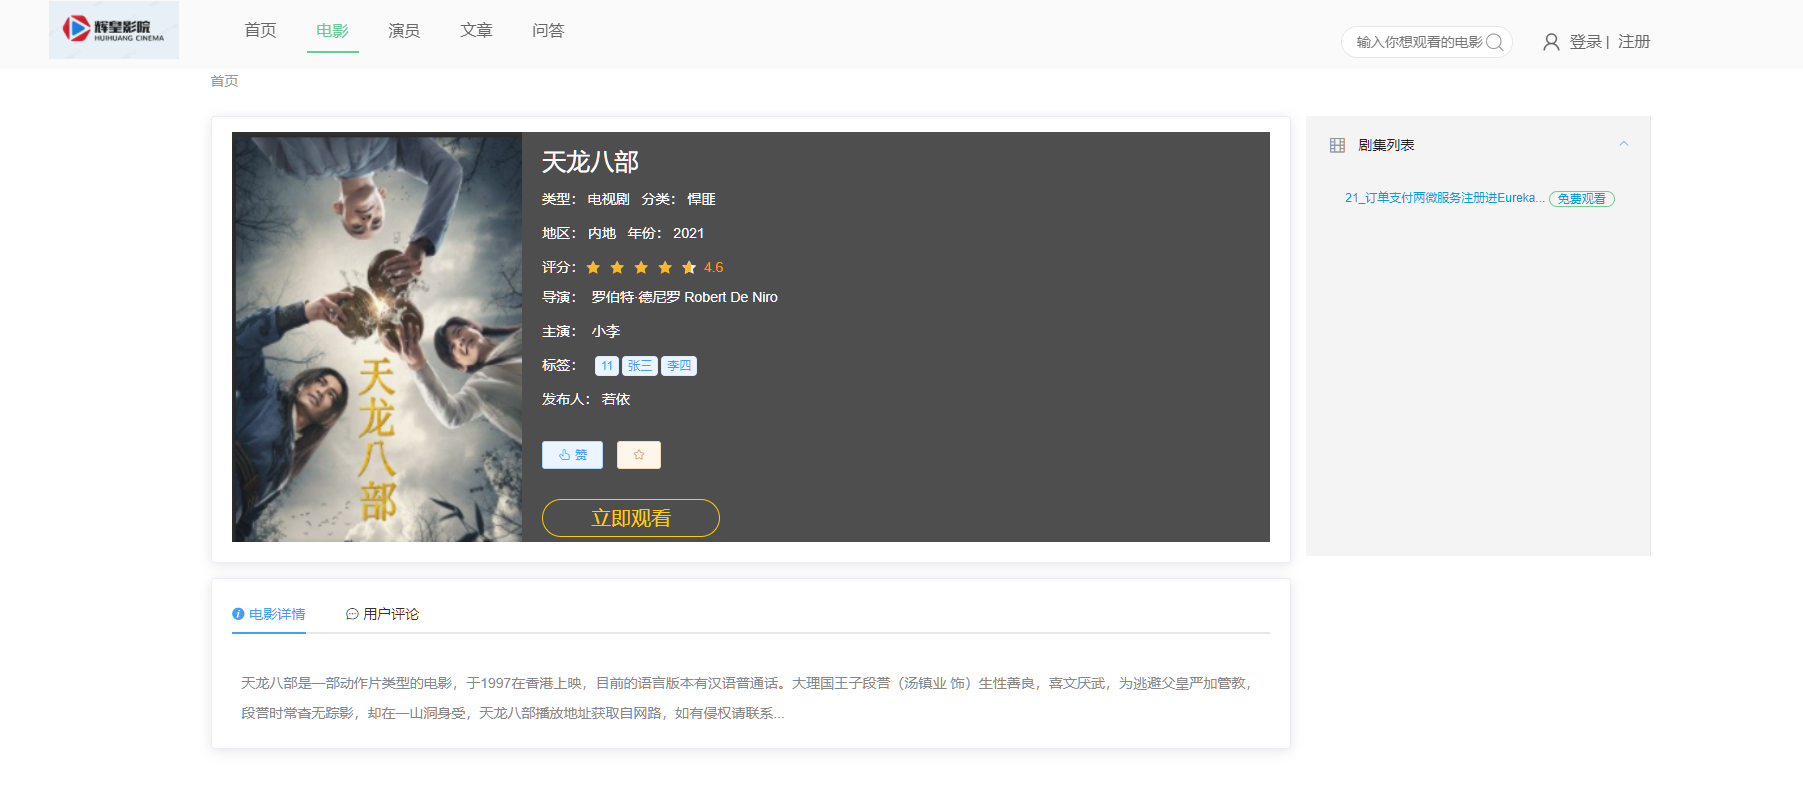 辉皇影院
HUIHUANG CINEMA
首页 电影 演员 文章 问答
输入你想观看的电影
登录 | 注册
首页
天龙八部
天龙八部
类型： 电视剧 分类： 悍匪
地区： 内地 年份： 2021
评分： 4.6
导演： 罗伯特·德尼罗 Robert De Niro
主演： 小李
标签： 11 张三 李四
发布人： 若依
赞
立即观看
剧集列表
21_订单支付两微服务注册进Eureka... 免费观看
电影详情 用户评论
天龙八部是一部动作片类型的电影，于1997在香港上映，目前的语言版本有汉语普通话。大理国王子段誉（汤镇业 饰）生性善良，喜文厌武，为逃避父皇严加管教，
段誉时常杳无踪影，却在一山洞身受，天龙八部播放地址获取自网路，如有侵权请联系...